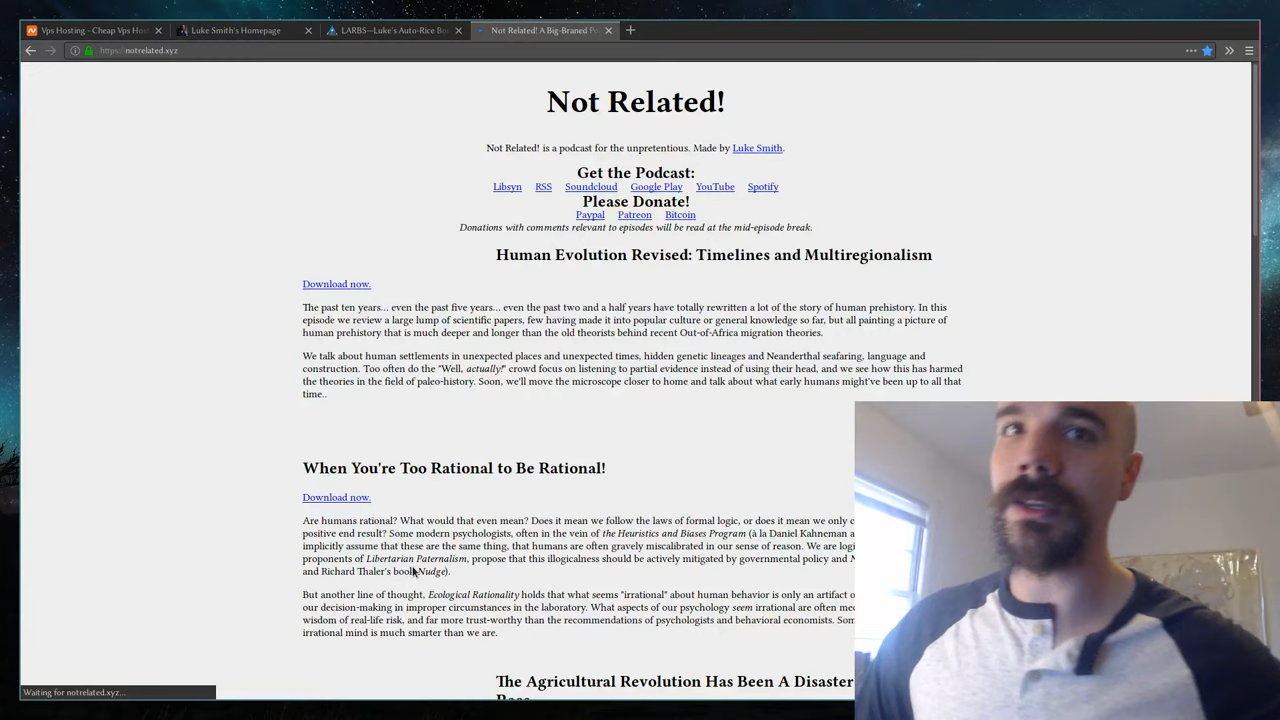 Vps Hosting - Cheap Vps Hos
Luke Smith's Homepage
LARBS—Luke's Auto-Rice Bo
Not Related! A Big-Braned Po
https://notrelated.xyz
Not Related!
Not Related! is a podcast for the unpretentious. Made by Luke Smith.
Get the Podcast:
Libsyn RSS Soundcloud Google Play YouTube Spotify
Please Donate!
Paypal Patreon Bitcoin
Donations with comments relevant to episodes will be read at the mid-episode break.
Human Evolution Revised: Timelines and Multiregionalism
Download now.
The past ten years... even the past five years... even the past two and a half years have totally rewritten a lot of the story of human prehistory. In this
episode we review a large lump of scientific papers, few having made it into popular culture or general knowledge so far, but all painting a picture of
human prehistory that is much deeper and longer than the old theorists behind recent Out-of-Africa migration theories.
We talk about human settlements in unexpected places and unexpected times, hidden genetic lineages and Neanderthal seafaring, language and
construction. Too often do the "Well, actually!" crowd focus on listening to partial evidence instead of using their head, and we see how this has harmed
the theories in the field of paleo-history. Soon, we'll move the microscope closer to home and talk about what early humans might've been up to all that
time..
When You're Too Rational to Be Rational!
Download now.
Are humans rational? What would that even mean? Does it mean we follow the laws of formal logic, or does it mean we only c
positive end result? Some modern psychologists, often in the vein of the Heuristics and Biases Program (à la Daniel Kahneman a
implicitly assume that these are the same thing, that humans are often gravely miscalibrated in our sense of reason. We are logi
proponents of Libertarian Paternalism, propose that this illogicalness should be actively mitigated by governmental policy and N
and Richard Thaler's book Nudge).
But another line of thought, Ecological Rationality holds that what seems "irrational" about human behavior is only an artifact o
our decision-making in improper circumstances in the laboratory. What aspects of our psychology seem irrational are often me
wisdom of real-life risk, and far more trust-worthy than the recommendations of psychologists and behavioral economists. Som
irrational mind is much smarter than we are.
The Agricultural Revolution Has Been A Disaster
Waiting for notrelated.xyz...